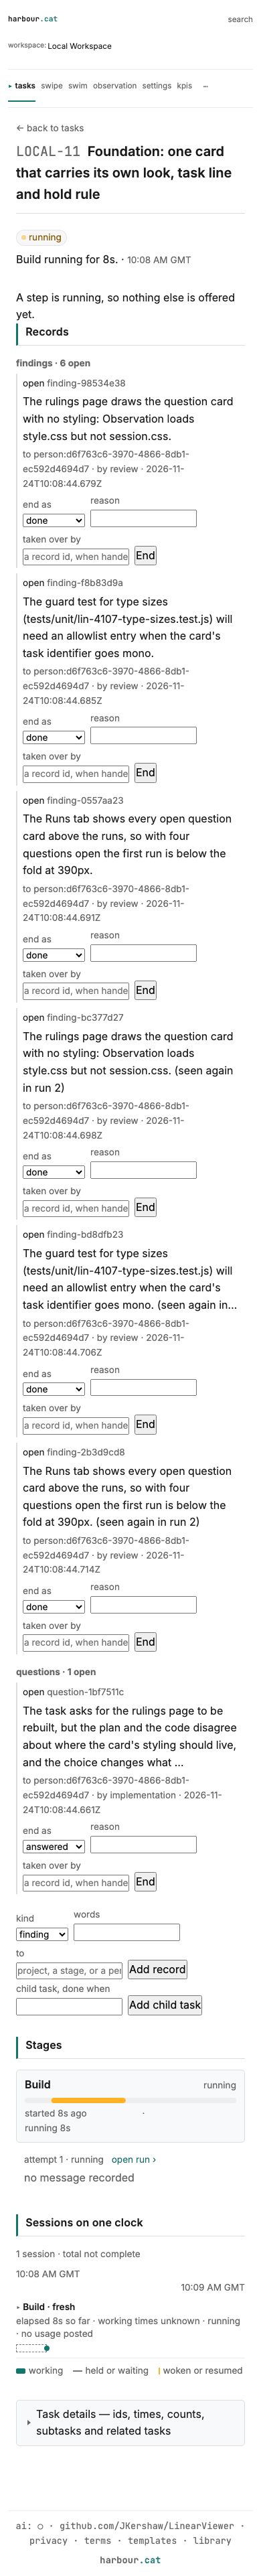 harbour.cat
search
workspace: Local Workspace
▸ tasks swipe swim observation settings kpis …
← back to tasks
LOCAL-11 Foundation: one card
that carries its own look, task line
and hold rule
running
Build running for 8s. · 10:08 AM GMT
A step is running, so nothing else is offered
yet.
Records
findings · 6 open
open finding-98534e38
The rulings page draws the question card
with no styling: Observation loads
style.css but not session.css.
to person:d6f763c6-3970-4866-8db1-
ec592d4694d7 · by review · 2026-11-
24T10:08:44.679Z
end as
reason
done
taken over by
a record id, when hande
End
open finding-f8b83d9a
The guard test for type sizes
(tests/unit/lin-4107-type-sizes.test.js) will
need an allowlist entry when the card's
task identifier goes mono.
to person:d6f763c6-3970-4866-8db1-
ec592d4694d7 · by review · 2026-11-
24T10:08:44.685Z
end as
reason
done
taken over by
a record id, when hande
End
open finding-0557aa23
The Runs tab shows every open question
card above the runs, so with four
questions open the first run is below the
fold at 390px.
to person:d6f763c6-3970-4866-8db1-
ec592d4694d7 · by review · 2026-11-
24T10:08:44.691Z
end as
reason
done
taken over by
a record id, when hande
End
open finding-bc377d27
The rulings page draws the question card
with no styling: Observation loads
style.css but not session.css. (seen again
in run 2)
to person:d6f763c6-3970-4866-8db1-
ec592d4694d7 · by review · 2026-11-
24T10:08:44.698Z
end as
reason
done
taken over by
a record id, when hande
End
open finding-bd8dfb23
The guard test for type sizes
(tests/unit/lin-4107-type-sizes.test.js) will
need an allowlist entry when the card's
task identifier goes mono. (seen again in…
to person:d6f763c6-3970-4866-8db1-
ec592d4694d7 · by review · 2026-11-
24T10:08:44.706Z
end as
reason
done
taken over by
a record id, when hande
End
open finding-2b3d9cd8
The Runs tab shows every open question
card above the runs, so with four
questions open the first run is below the
fold at 390px. (seen again in run 2)
to person:d6f763c6-3970-4866-8db1-
ec592d4694d7 · by review · 2026-11-
24T10:08:44.714Z
end as
reason
done
taken over by
a record id, when hande
End
questions · 1 open
open question-1bf7511c
The task asks for the rulings page to be
rebuilt, but the plan and the code disagree
about where the card's styling should live,
and the choice changes what …
to person:d6f763c6-3970-4866-8db1-
ec592d4694d7 · by implementation · 2026-11-
24T10:08:44.661Z
end as
reason
answered
taken over by
a record id, when hande
End
kind
words
finding
to
project, a stage, or a per
Add record
child task, done when
Add child task
Stages
Build
running
started 8s ago ·
running 8s
attempt 1 · running open run ›
no message recorded
Sessions on one clock
1 session · total not complete
10:08 AM GMT
10:09 AM GMT
▸ Build · fresh
elapsed 8s so far · working times unknown · running
· no usage posted
working held or waiting woken or resumed
▸ Task details — ids, times, counts,
subtasks and related tasks
ai: ○ · github.com/JKershaw/LinearViewer ·
privacy · terms · templates · library
harbour.cat